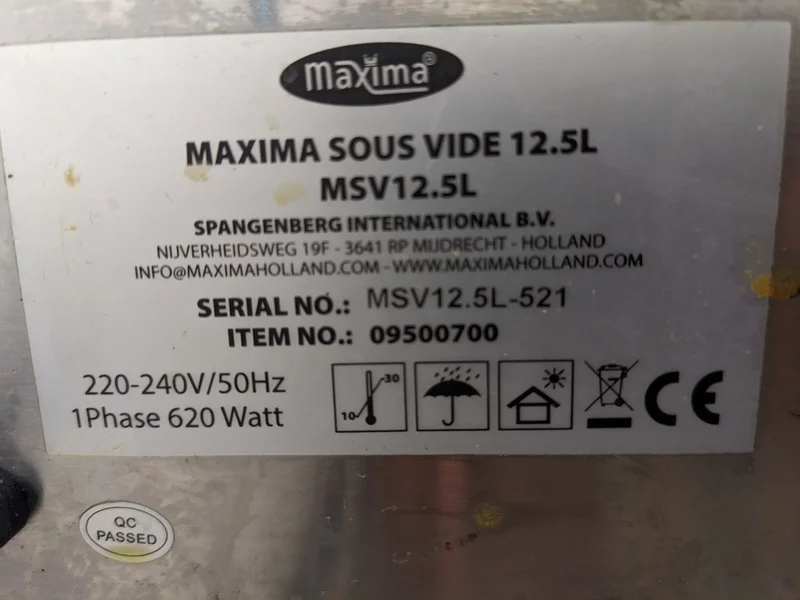 maxima®
MAXIMA SOUS VIDE 12.5L
MSV12.5L
SPANGENBERG INTERNATIONAL B.V.
NIJVERHEIDSWEG 19F - 3641 RP MIJDRECHT - HOLLAND
INFO@MAXIMAHOLLAND.COM - WWW.MAXIMAHOLLAND.COM
SERIAL NO.: MSV12.5L-521
ITEM NO.: 09500700
220-240V/50Hz
1Phase 620 Watt
10 30
CE
QC
PASSED